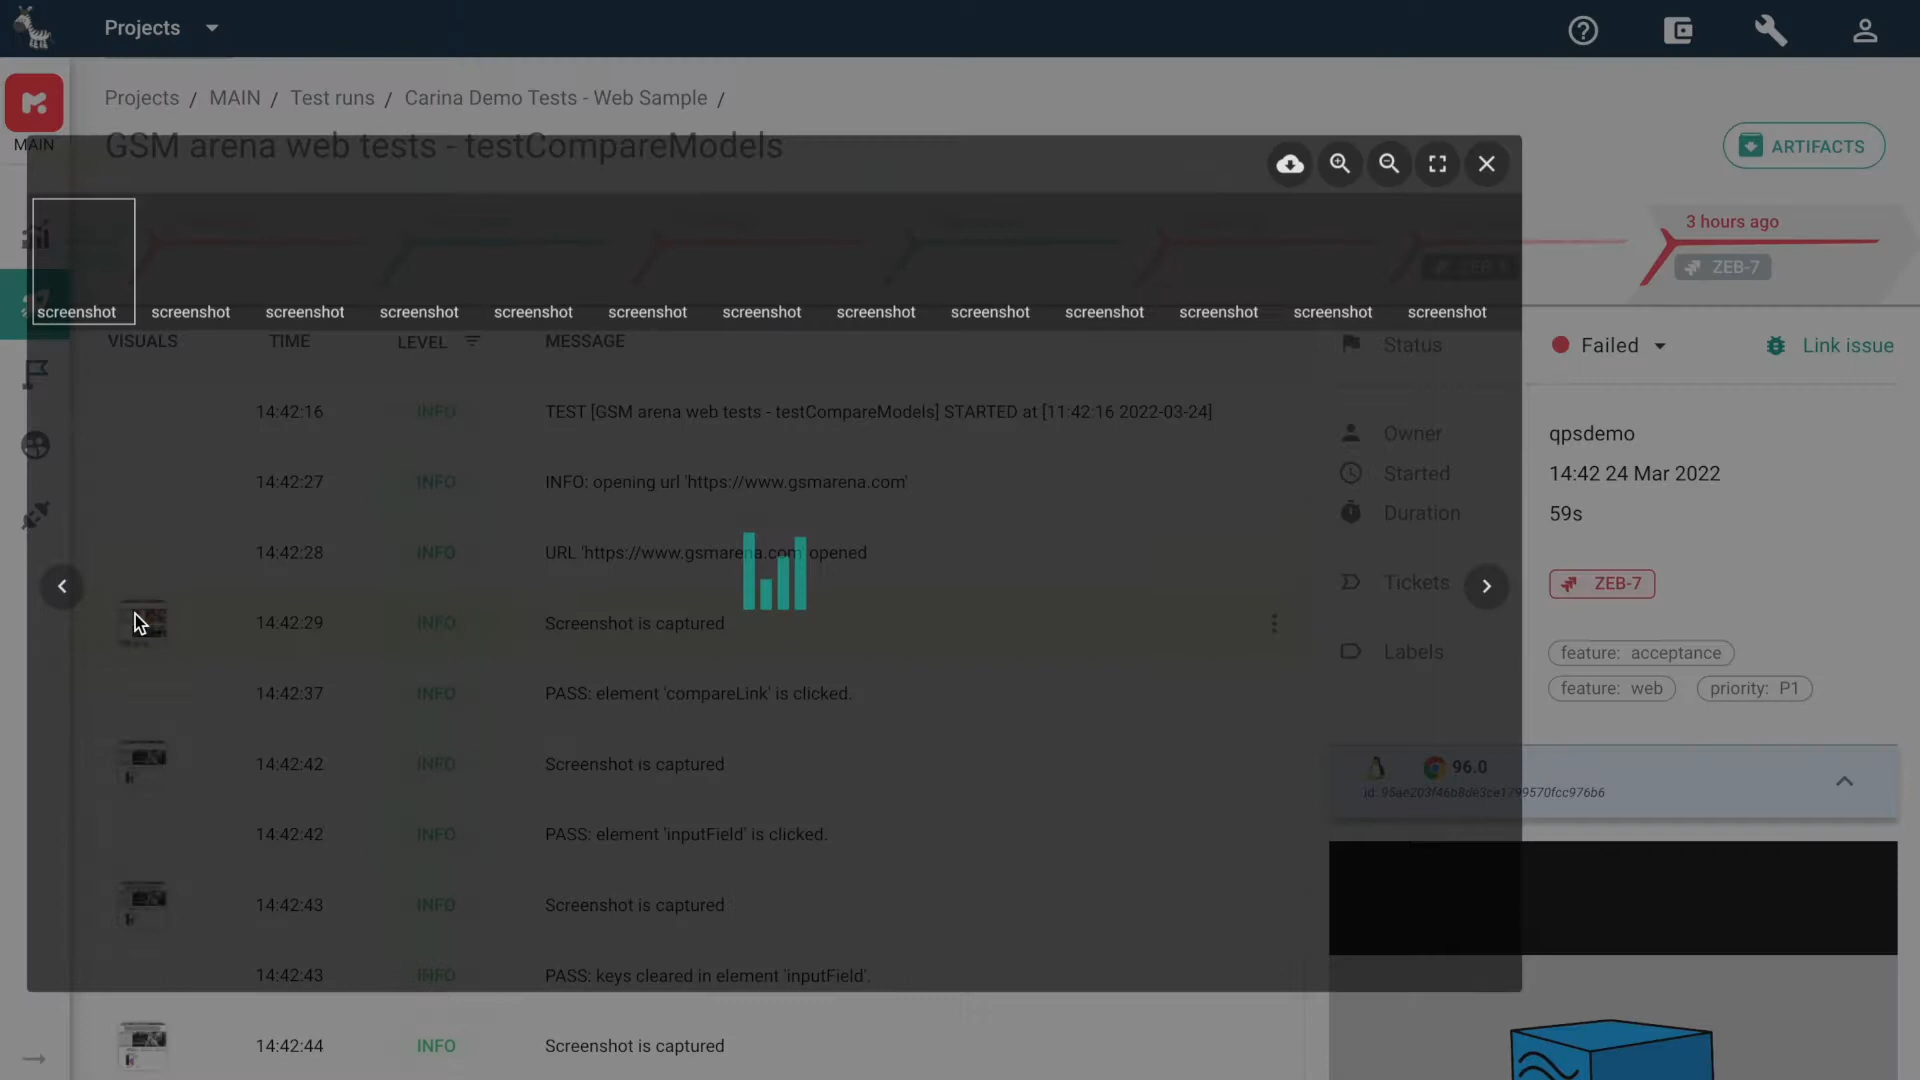 Projects
MAIN
Projects / MAIN / Test runs / Carina Demo Tests - Web Sample /
GSM arena web tests - testCompareModels
ARTIFACTS
3 hours ago
ZEB-7
screenshot screenshot screenshot screenshot screenshot screenshot screenshot screenshot screenshot screenshot screenshot screenshot screenshot
VISUALS TIME LEVEL MESSAGE
14:42:16 INFO TEST [GSM arena web tests - testCompareModels] STARTED at [11:42:16 2022-03-24]
14:42:27 INFO INFO: opening url 'https://www.gsmarena.com'
14:42:28 INFO URL 'https://www.gsmarena.com opened
14:42:29 INFO Screenshot is captured
14:42:37 INFO PASS: element 'compareLink' is clicked.
14:42:42 INFO Screenshot is captured
14:42:42 INFO PASS: element 'inputField' is clicked.
14:42:43 INFO Screenshot is captured
14:42:43 INFO PASS: keys cleared in element 'inputField'.
14:42:44 INFO Screenshot is captured
Status Failed Link issue
Owner qpsdemo
Started 14:42 24 Mar 2022
Duration 59s
Tickets ZEB-7
Labels feature: acceptance
feature: web priority: P1
96.0
id: 95ae203f46b8de3ce1799570fcc976b6